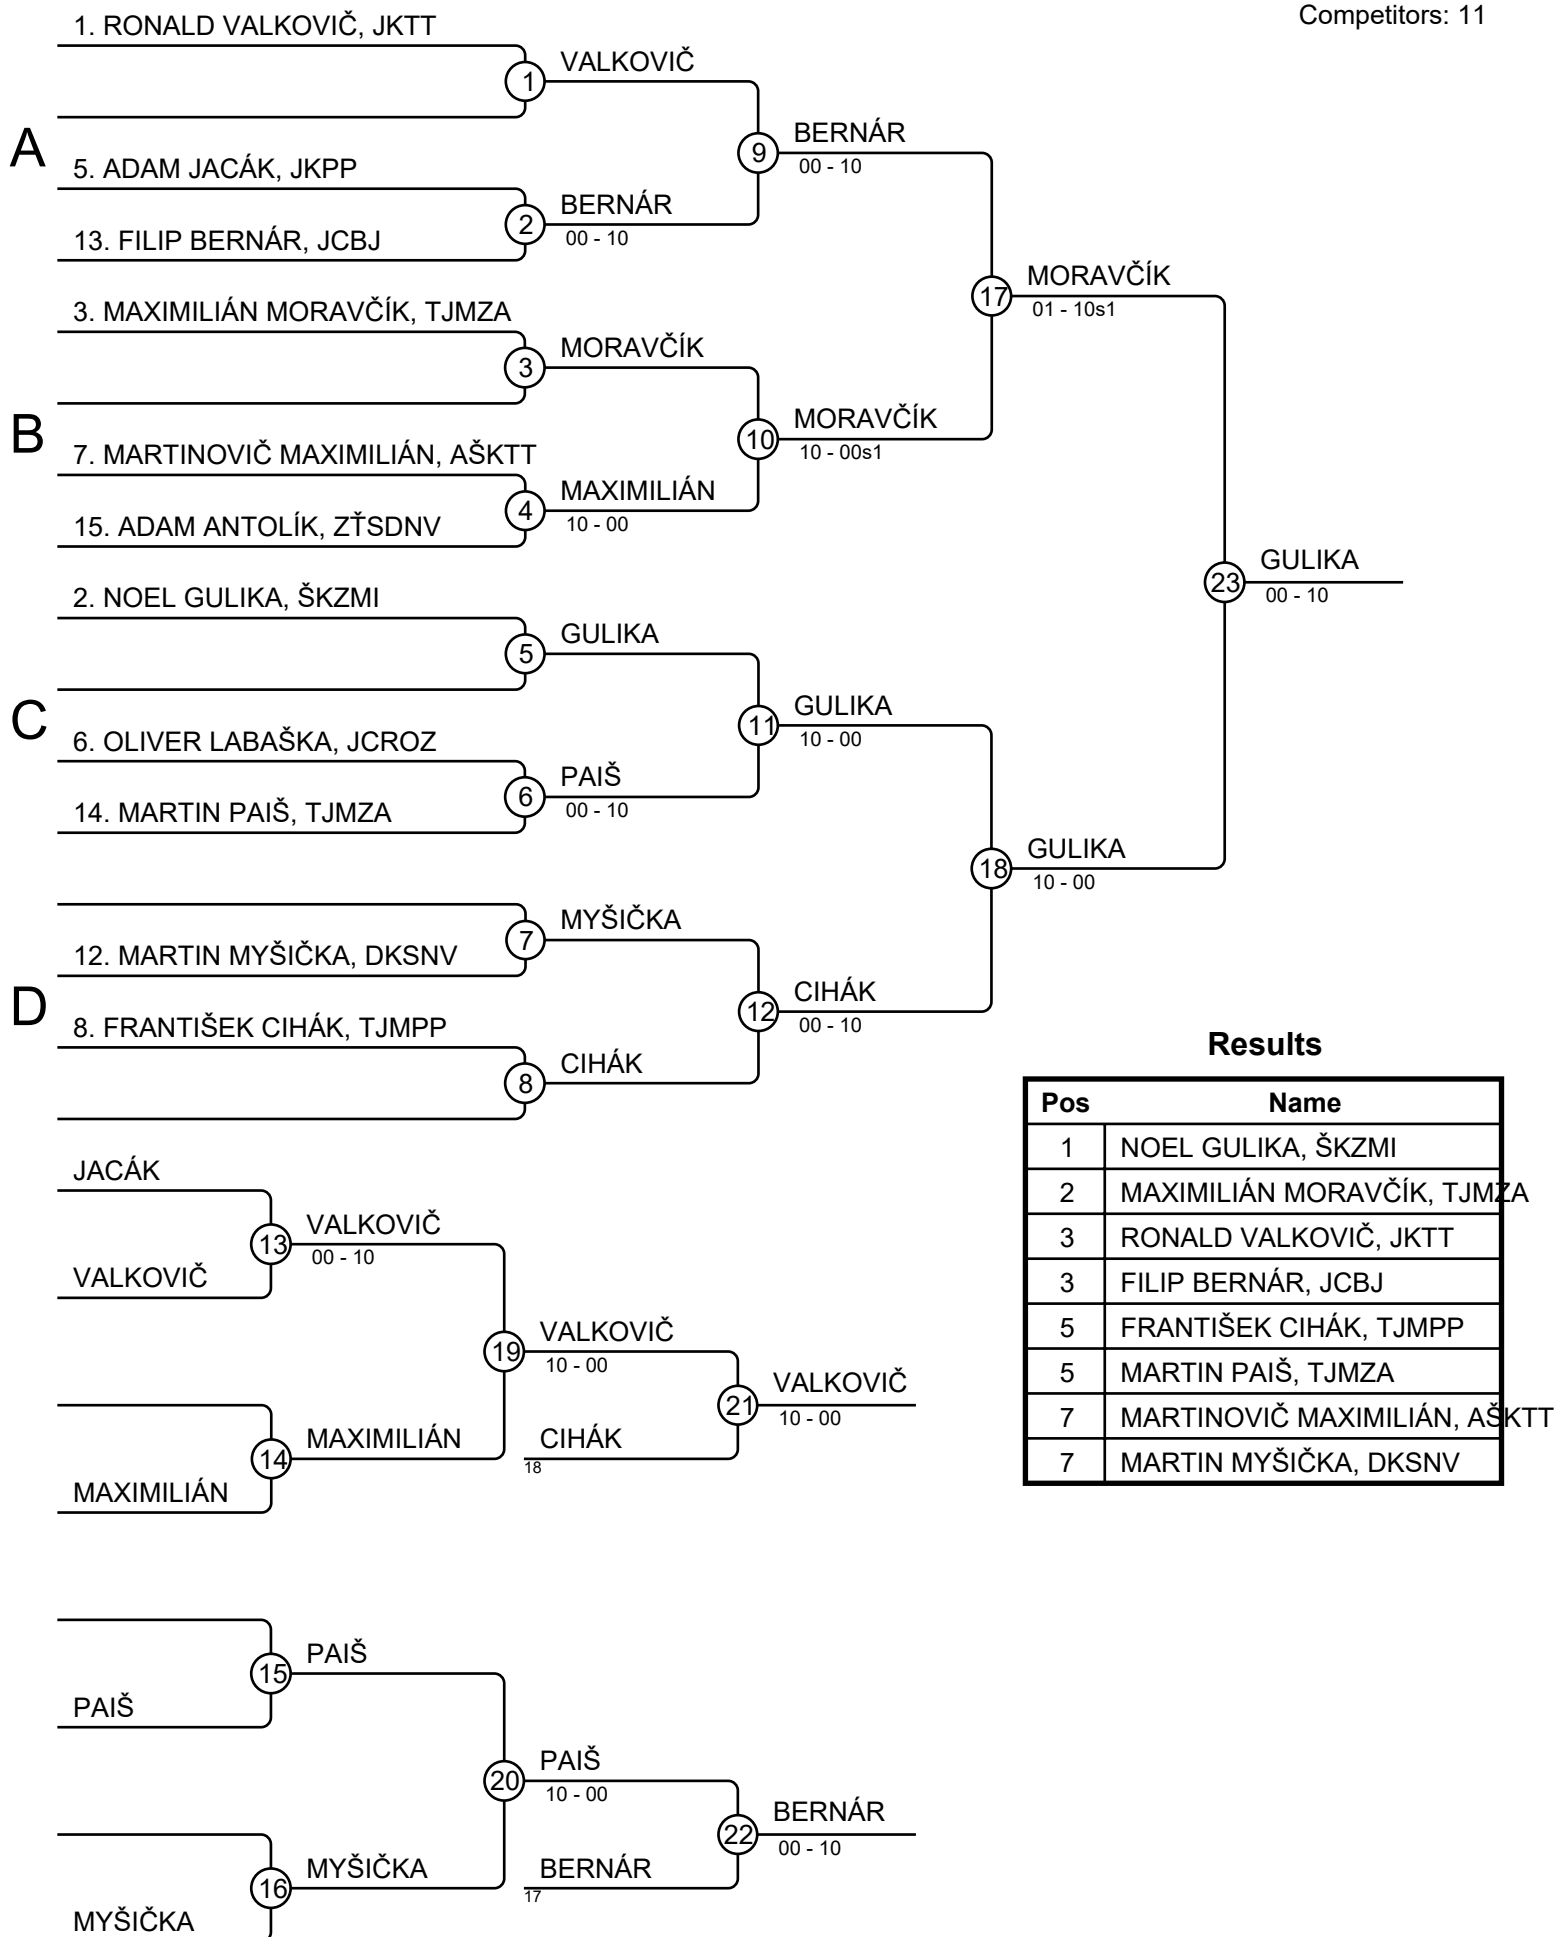 Competitors: 11
1. RONALD VALKOVIČ, JKTT
VALKOVIČ
1
BERNÁR
A
9
00 - 10
5. ADAM JACÁK, JKPP
BERNÁR
2
00 - 10
13. FILIP BERNÁR, JCBJ
MORAVČÍK
17
01 - 10s1
3. MAXIMILIÁN MORAVČÍK, TJMZA
MORAVČÍK
3
MORAVČÍK
B
10
10 - 00s1
7. MARTINOVIČ MAXIMILIÁN, AŠKTT
MAXIMILIÁN
4
10 - 00
15. ADAM ANTOLÍK, ZŤSDNV
GULIKA
23
00 - 10
2. NOEL GULIKA, ŠKZMI
GULIKA
5
GULIKA
C
11
10 - 00
6. OLIVER LABAŠKA, JCROZ
PAIŠ
6
00 - 10
14. MARTIN PAIŠ, TJMZA
GULIKA
18
10 - 00
MYŠIČKA
7
12. MARTIN MYŠIČKA, DKSNV
CIHÁK
D
12
00 - 10
8. FRANTIŠEK CIHÁK, TJMPP
CIHÁK
8
Results
Pos Name
1 NOEL GULIKA, ŠKZMI
2 MAXIMILIÁN MORAVČÍK, TJMZA
3 RONALD VALKOVIČ, JKTT
3 FILIP BERNÁR, JCBJ
5 FRANTIŠEK CIHÁK, TJMPP
5 MARTIN PAIŠ, TJMZA
7 MARTINOVIČ MAXIMILIÁN, AŠKTT
7 MARTIN MYŠIČKA, DKSNV
JACÁK
VALKOVIČ
13
00 - 10
VALKOVIČ
VALKOVIČ
19
10 - 00
VALKOVIČ
21
10 - 00
MAXIMILIÁN
CIHÁK
14
18
MAXIMILIÁN
PAIŠ
15
PAIŠ
PAIŠ
20
10 - 00
BERNÁR
22
00 - 10
MYŠIČKA
BERNÁR
16
17
MYŠIČKA